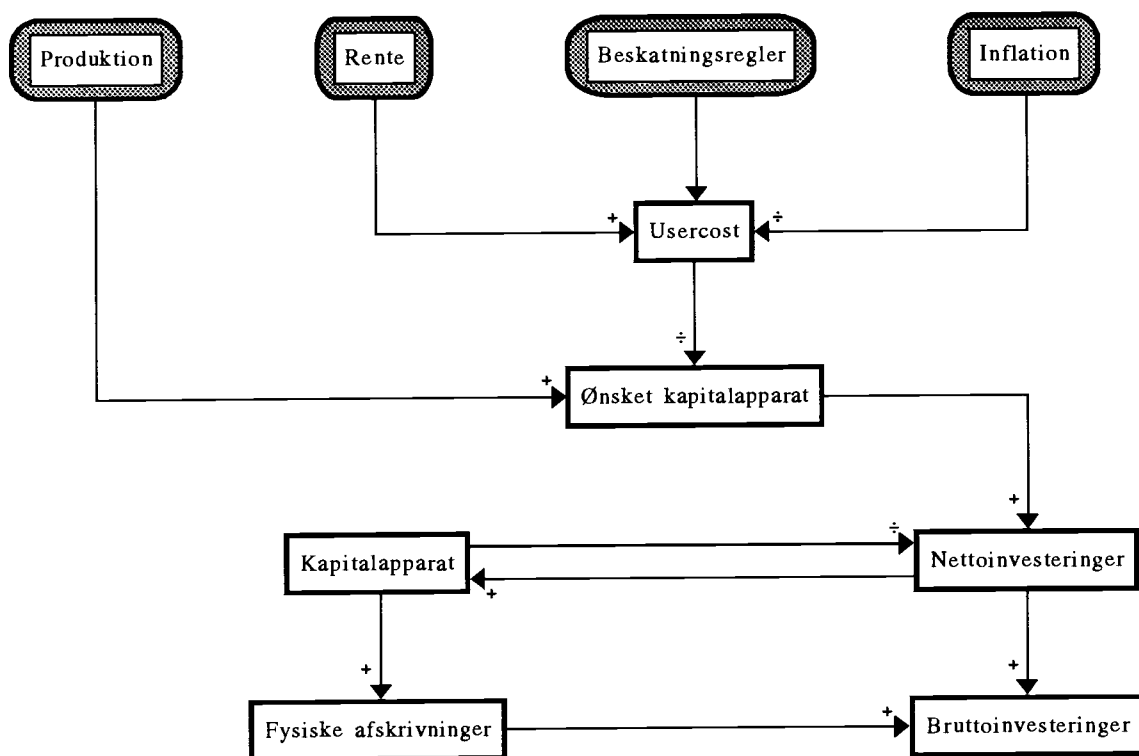 Produktion
Rente
Beskatningsregler
Inflation
+
Usercost
÷
÷
+
Ønsket kapitalapparat
+
÷
Kapitalapparat
Nettoinvesteringer
+
+
+
Fysiske afskrivninger
+
Bruttoinvesteringer